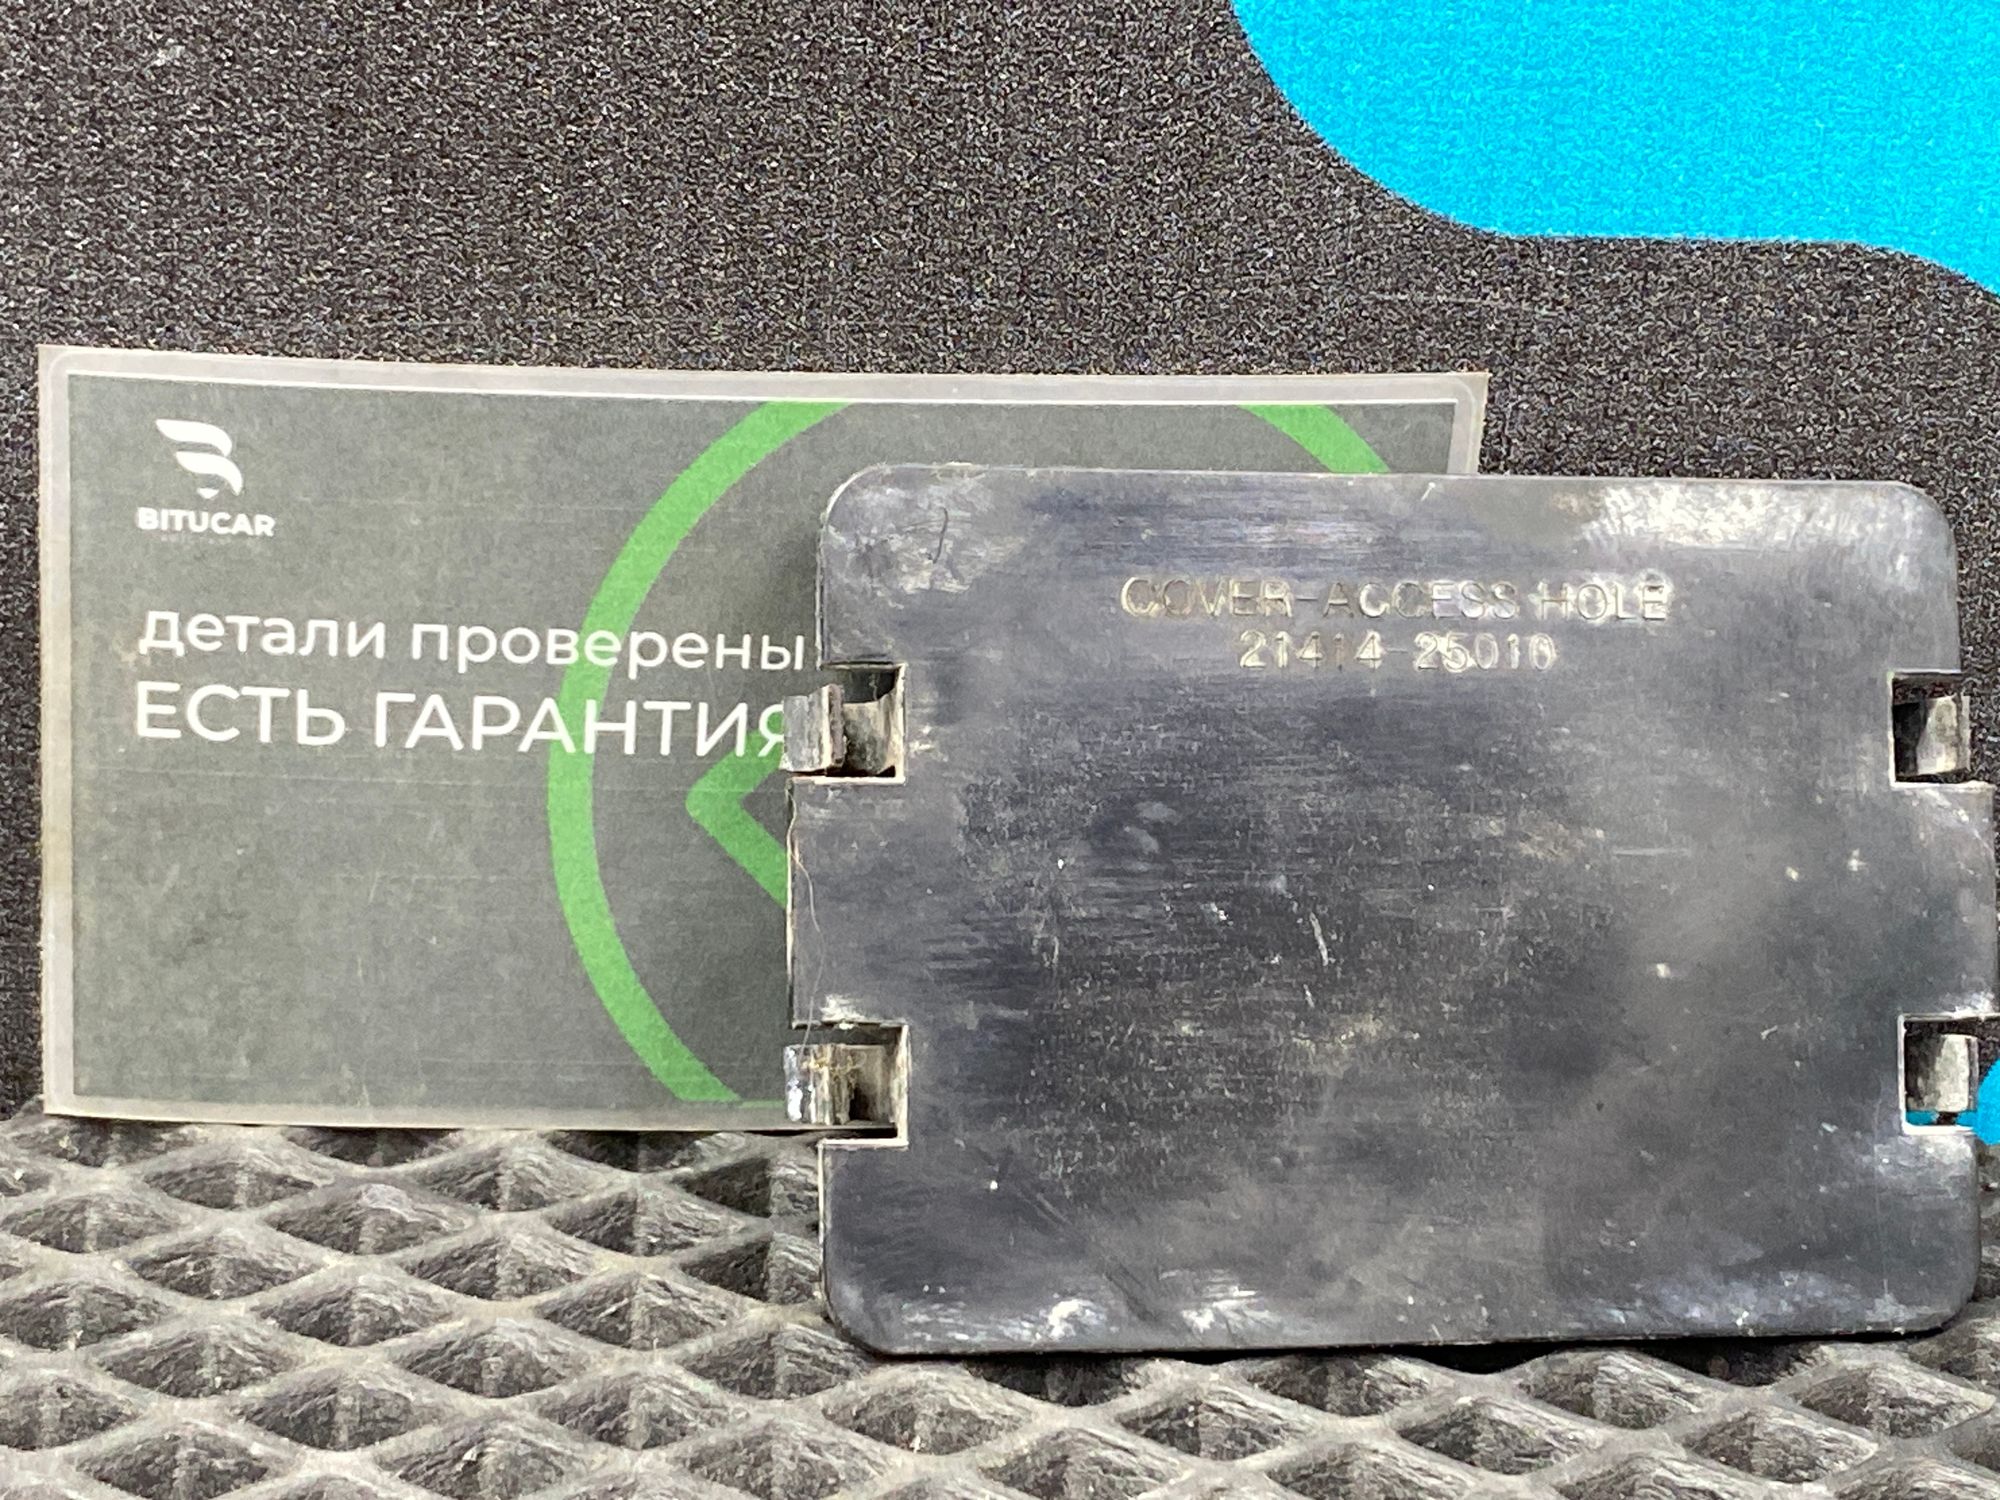 BITUCAR
детали проверены
ЕСТЬ ГАРАНТИЯ
COVER-ACCESS HOLE
21414-25010